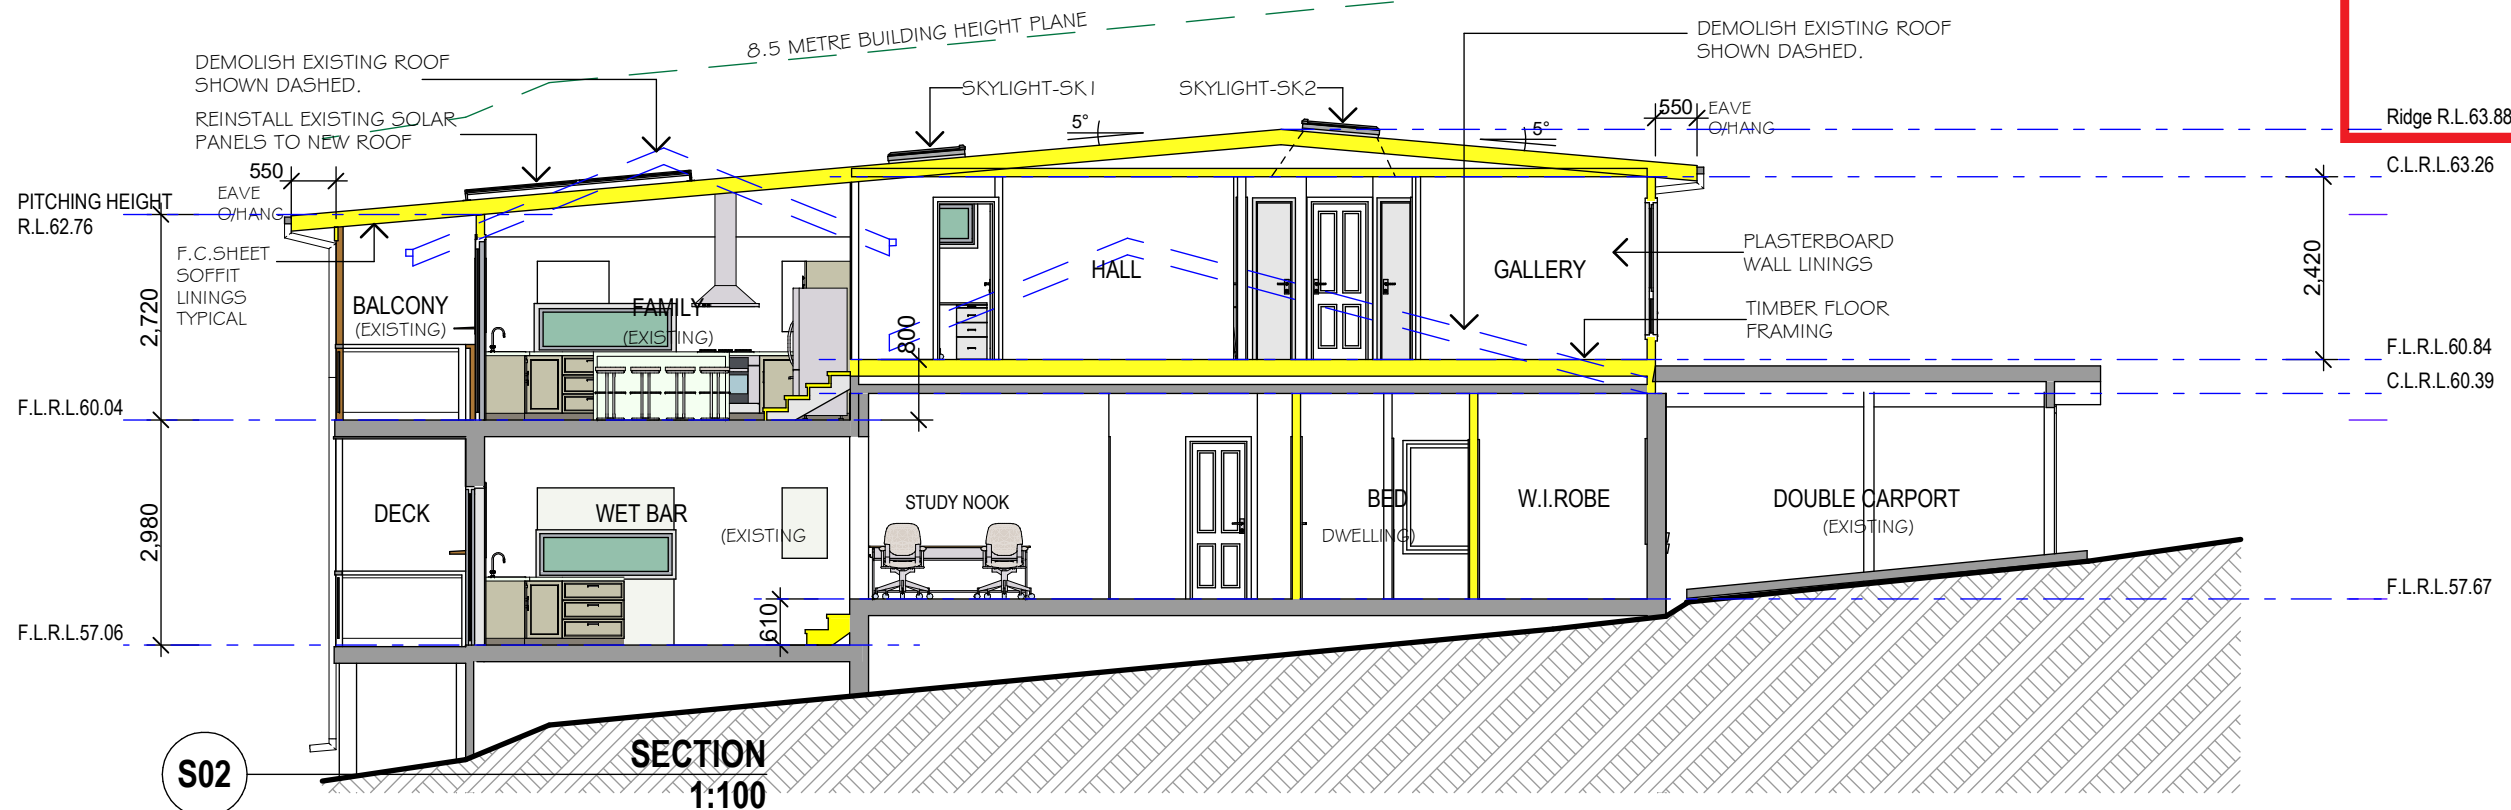 8.5 METRE BUILDING HEIGHT PLANE
DEMOLISH EXISTING ROOF
SHOWN DASHED.
DEMOLISH EXISTING ROOF
SHOWN DASHED.
SKYLIGHT-SK1
SKYLIGHT-SK2
REINSTALL EXISTING SOLAR
PANELS TO NEW ROOF
5°
5°
550
EAVE
O/HANG
Ridge R.L.63.88
C.L.R.L.63.26
550
EAVE
O/HANG
PITCHING HEIGHT
R.L.62.76
F.C.SHEET
SOFFIT
LININGS
TYPICAL
2,720
BALCONY
(EXISTING)
FAMILY
(EXISTING)
800
HALL
GALLERY
PLASTERBOARD
WALL LININGS
TIMBER FLOOR
FRAMING
2,420
F.L.R.L.60.84
C.L.R.L.60.39
F.L.R.L.60.04
2,980
DECK
WET BAR
(EXISTING
STUDY NOOK
BED
DWELLING)
W.I.ROBE
DOUBLE CARPORT
(EXISTING)
610
F.L.R.L.57.67
F.L.R.L.57.06
S02
SECTION
1:100